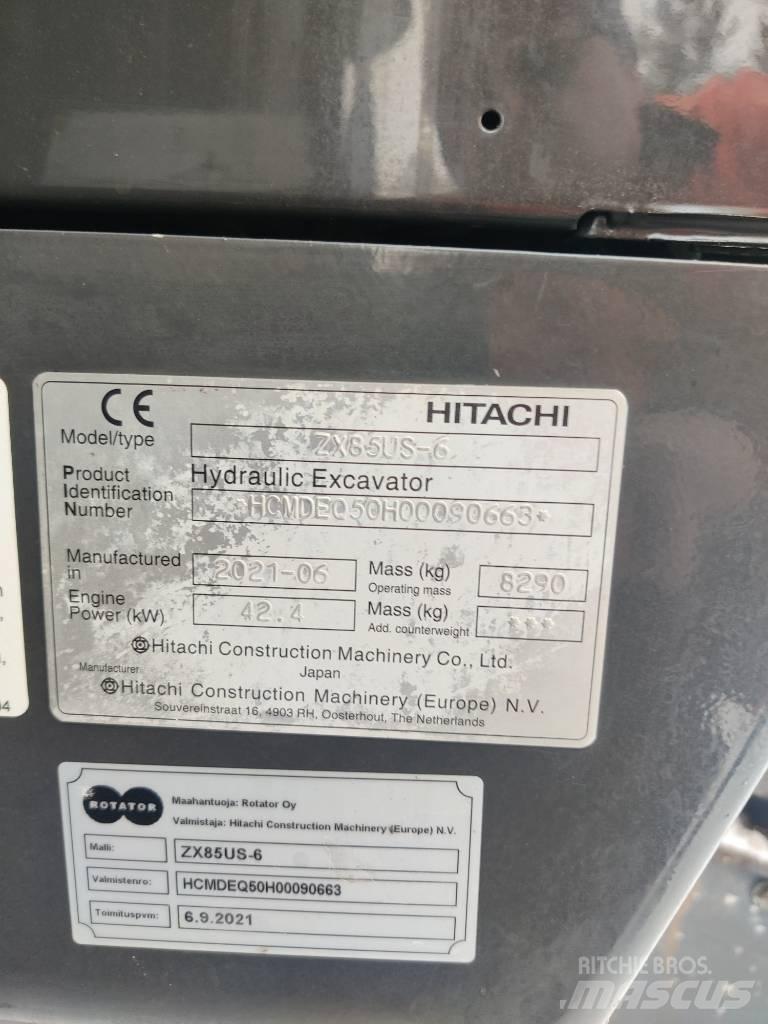 CE HITACHI
Model/type ZX85US-6
Hydraulic Excavator
Product
Identification
Number *HCMDEQ50H00090663*
Manufactured
in 2021-06 Mass (kg)
Operating mass 8290
Engine
Power (kW) 42.4 Mass (kg)
Add. counterweight ***
Hitachi Construction Machinery Co., Ltd.
Japan
Manufacturer
Hitachi Construction Machinery (Europe) N.V.
Souvereinstraat 16, 4903 RH, Oosterhout, The Netherlands
ROTATOR
Maahantuoja: Rotator Oy
Valmistaja: Hitachi Construction Machinery (Europe) N.V.
Malli: ZX85US-6
Valmistenro: HCMDEQ50H00090663
Toimituspvm: 6.9.2021
RITCHIE BROS.
MASCUS